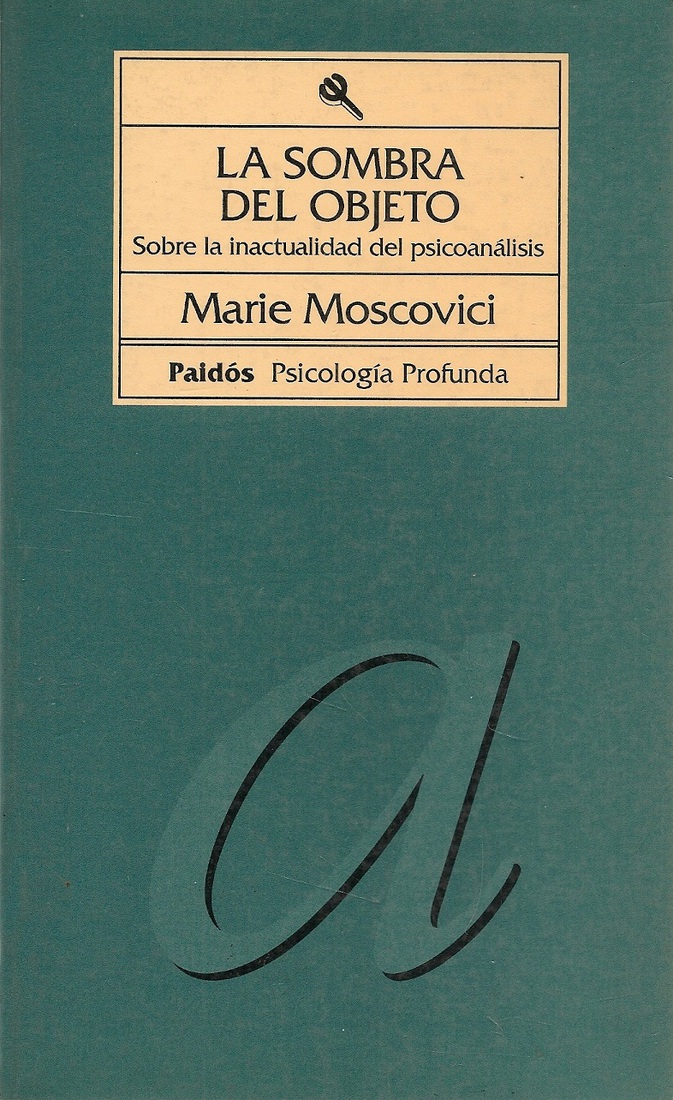 LA SOMBRA
DEL OBJETO
Sobre la inactualidad del psicoanálisis
Marie Moscovici
Paidós Psicología Profunda
a